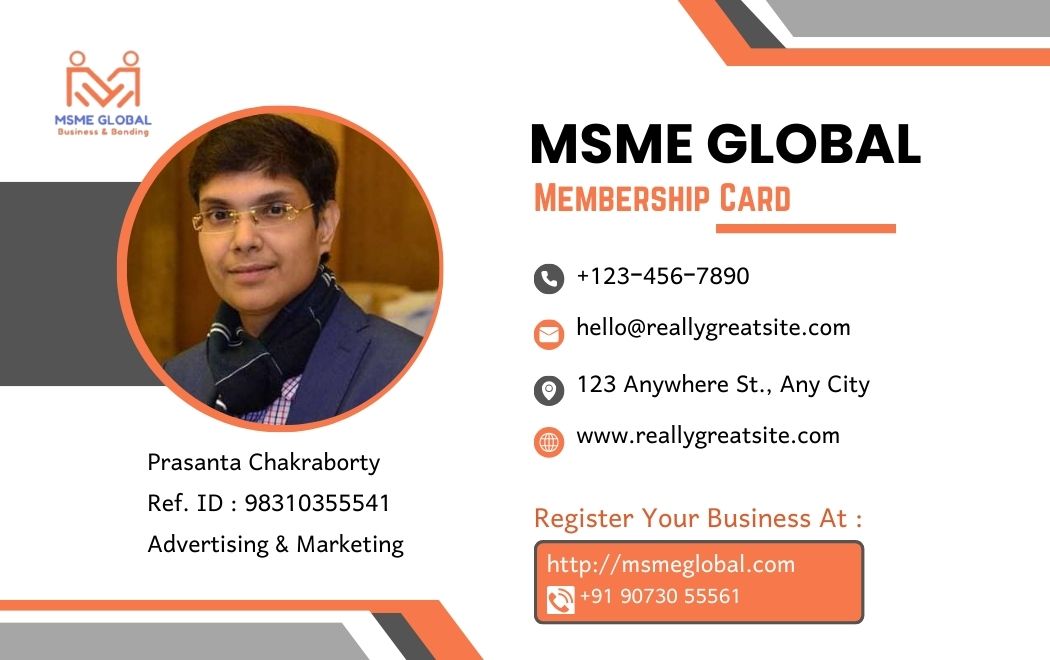 MSME GLOBAL
Business & Bonding
Prasanta Chakraborty
Ref. ID : 98310355541
Advertising & Marketing
MSME GLOBAL
Membership Card
+123-456-7890
hello@reallygreatsite.com
123 Anywhere St., Any City
www.reallygreatsite.com
Register Your Business At :
http://msmeglobal.com
+91 90730 55561